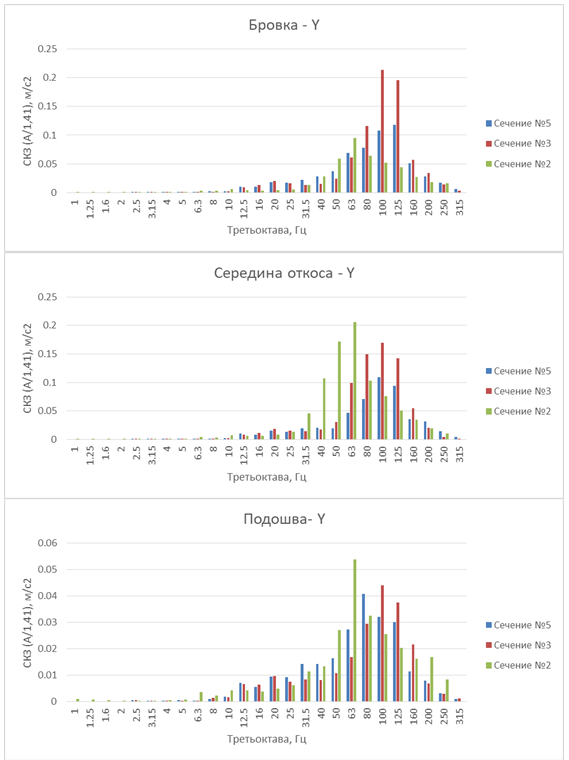 Бровка - Y
СКЗ (А/1,41), м/с2
0.25
0.2
0.15
0.1
0.05
0
1 1.25 1.6 2 2.5 3.15 4 5 6.3 8 10 12.5 16 20 25 31.5 40 50 63 80 100 125 160 200 250 315
Третьоктава, Гц
Сечение №5
Сечение №3
Сечение №2
Середина откоса - Y
СКЗ (А/1,41), м/с2
0.25
0.2
0.15
0.1
0.05
0
1 1.25 1.6 2 2.5 3.15 4 5 6.3 8 10 12.5 16 20 25 31.5 40 50 63 80 100 125 160 200 250 315
Третьоктава, Гц
Сечение №5
Сечение №3
Сечение №2
Подошва- Y
СКЗ (А/1,41), м/с2
0.06
0.05
0.04
0.03
0.02
0.01
0
1 1.25 1.6 2 2.5 3.15 4 5 6.3 8 10 12.5 16 20 25 31.5 40 50 63 80 100 125 160 200 250 315
Третьоктава, Гц
Сечение №5
Сечение №3
Сечение №2